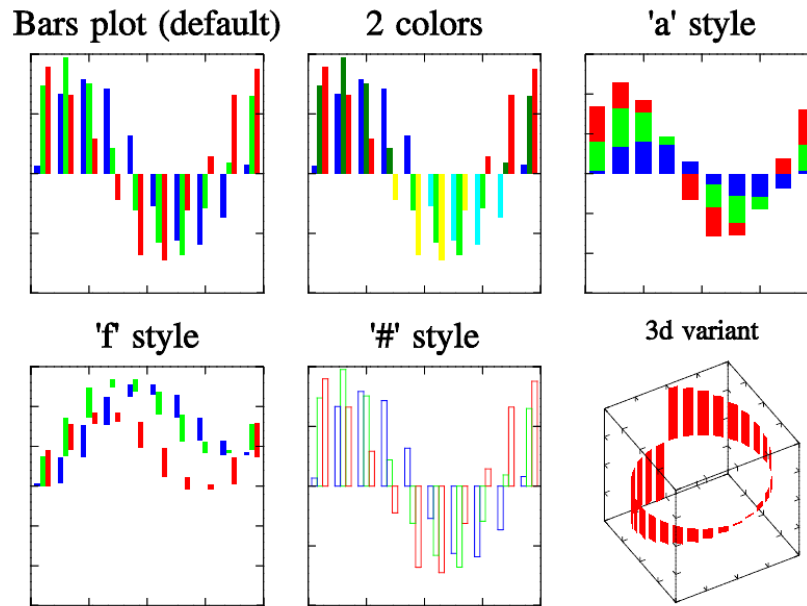 Bars plot (default)
2 colors
'a' style
'f' style
'#' style
3d variant